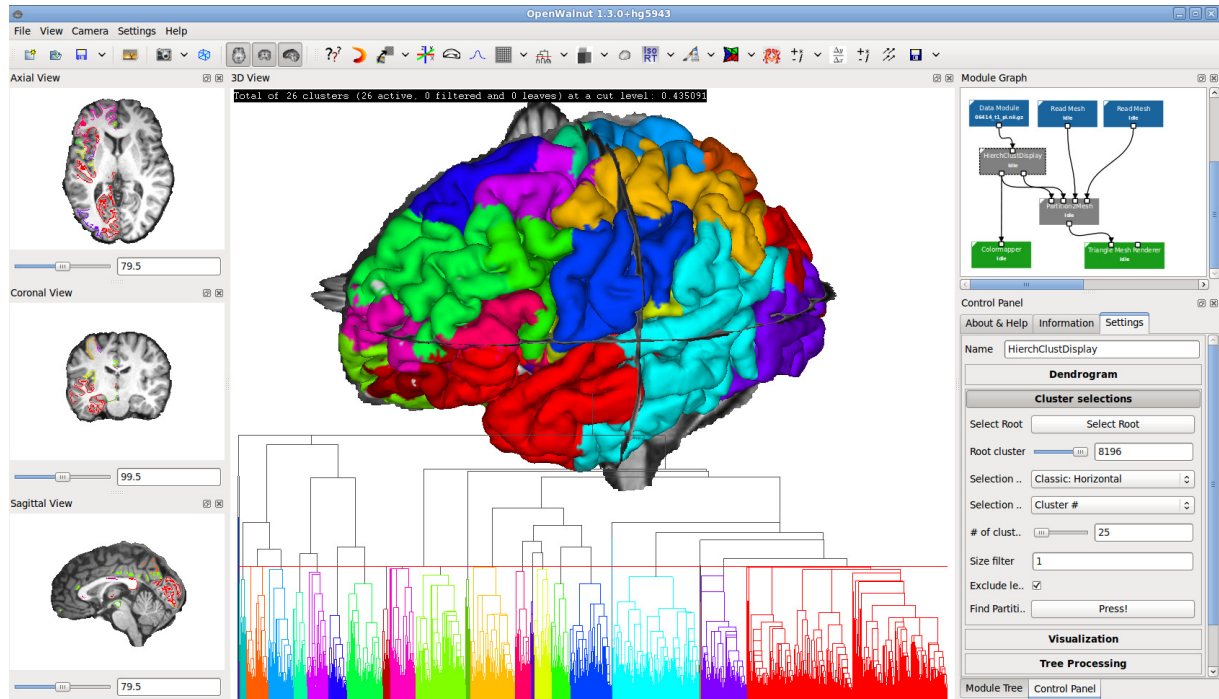 OpenWalnut 1.3.0+hg5943
File View Camera Settings Help
Axial View
3D View
Module Graph
Total of 26 clusters (26 active, 0 filtered and 0 leaves) at a cut level: 0.435091
Data Module
06414_t1_pi.nii.gz
Read Mesh
Idle
Read Mesh
Idle
HierchClustDisplay
Idle
Partition2Mesh
Idle
Colormapper
Idle
Triangle Mesh Renderer
Idle
79.5
Coronal View
99.5
Sagittal View
79.5
Control Panel
About & Help Information Settings
Name HierchClustDisplay
Dendrogram
Cluster selections
Select Root Select Root
Root cluster 8196
Selection .. Classic: Horizontal
Selection .. Cluster #
# of clust.. 25
Size filter 1
Exclude le..
Find Partiti.. Press!
Visualization
Tree Processing
Module Tree Control Panel